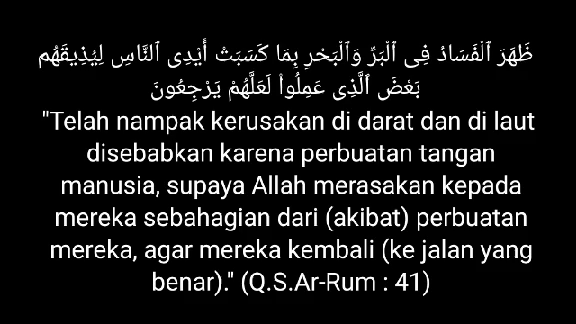 ظَهَرَ ٱلْفَسَادُ فِى ٱلْبَرِّ وَٱلْبَحْرِ بِمَا كَسَبَتْ أَيْدِى ٱلنَّاسِ لِيُذِيقَهُم
بَعْضَ ٱلَّذِى عَمِلُوا۟ لَعَلَّهُمْ يَرْجِعُونَ
"Telah nampak kerusakan di darat dan di laut
disebabkan karena perbuatan tangan
manusia, supaya Allah merasakan kepada
mereka sebahagian dari (akibat) perbuatan
mereka, agar mereka kembali (ke jalan yang
benar)." (Q.S.Ar-Rum : 41)